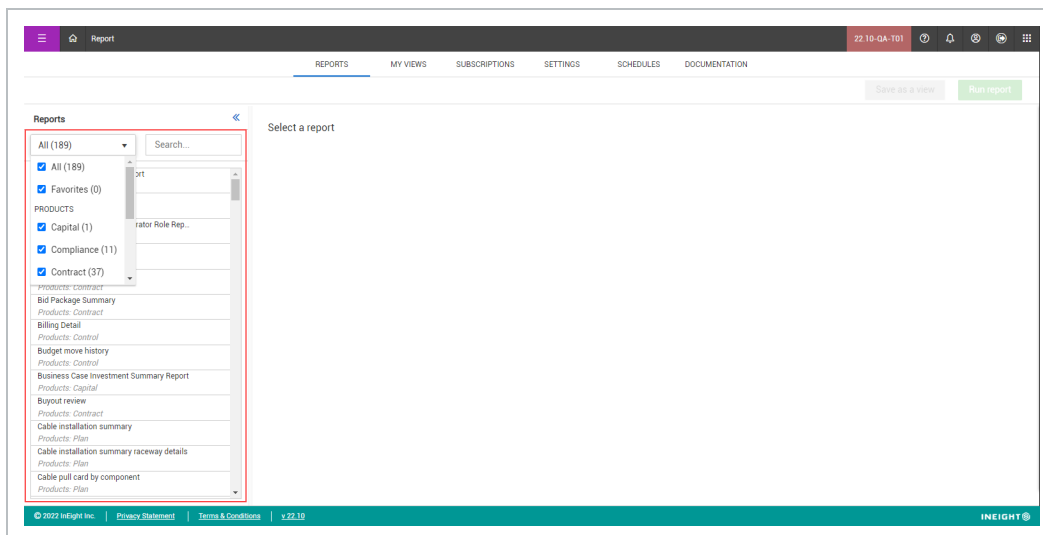 Report
22.10-QA-T01
REPORTS MY VIEWS SUBSCRIPTIONS SETTINGS SCHEDULES DOCUMENTATION
Save as a view Run report
Reports
Select a report
All (189) Search...
All (189)
Favorites (0)
PRODUCTS
Capital (1)
Compliance (11)
Contract (37)
ort
rator Role Rep...
Products: Contract
Bid Package Summary
Products: Contract
Billing Detail
Products: Control
Budget move history
Products: Control
Business Case Investment Summary Report
Products: Capital
Buyout review
Products: Contract
Cable installation summary
Products: Plan
Cable installation summary raceway details
Products: Plan
Cable pull card by component
Products: Plan
© 2022 InEight Inc. | Privacy Statement | Terms & Conditions | v 22.10 INEIGHT